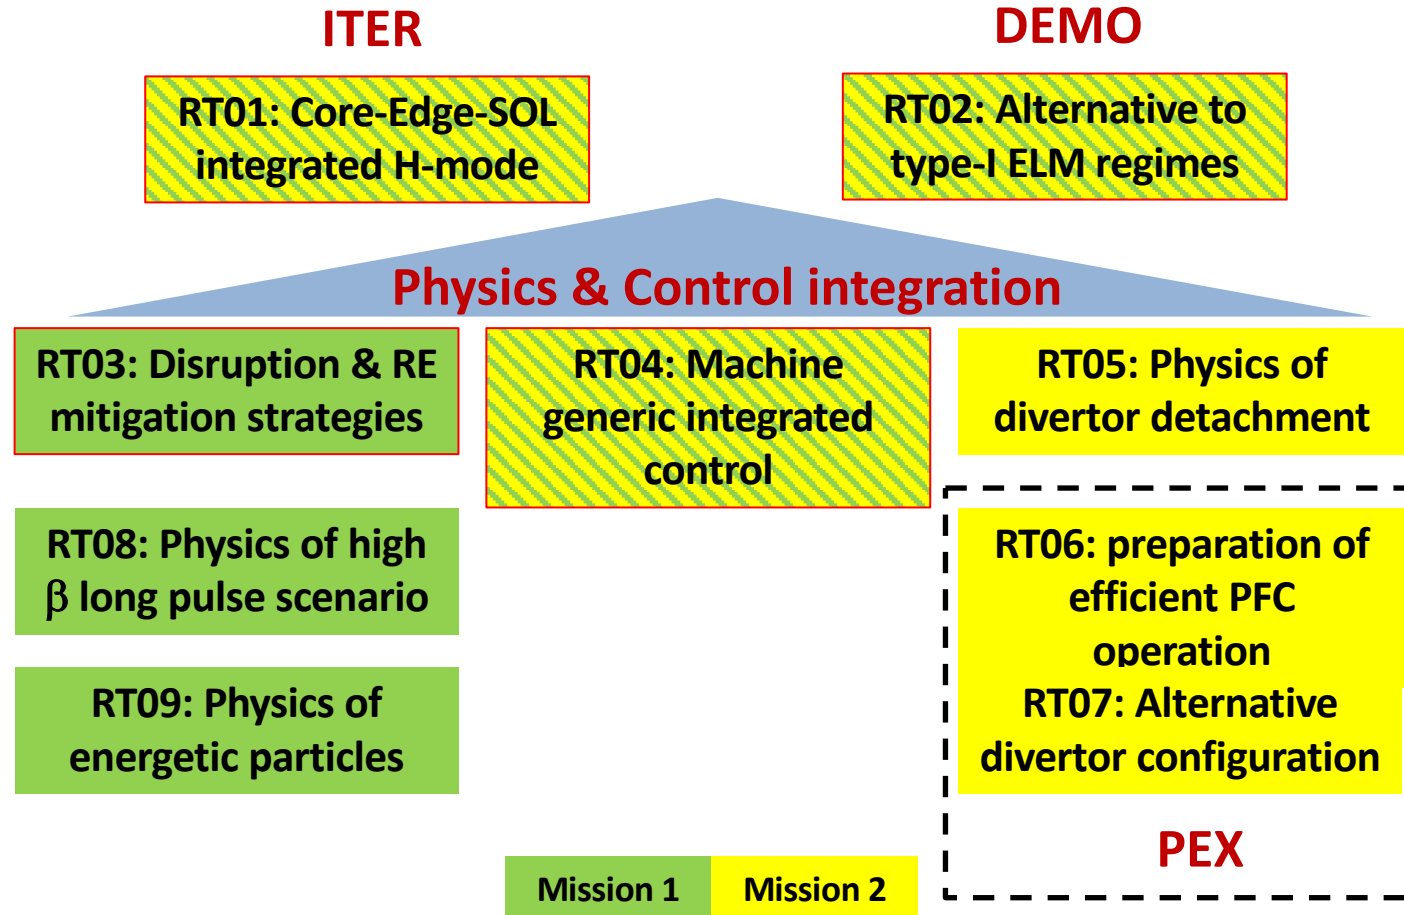 ITER
DEMO
RT01: Core-Edge-SOL
integrated H-mode
RT02: Alternative to
type-I ELM regimes
Physics & Control integration
RT03: Disruption & RE
mitigation strategies
RT04: Machine
generic integrated
control
RT05: Physics of
divertor detachment
RT08: Physics of high
β long pulse scenario
RT06: preparation of
efficient PFC
operation
RT09: Physics of
energetic particles
RT07: Alternative
divertor configuration
PEX
Mission 1
Mission 2